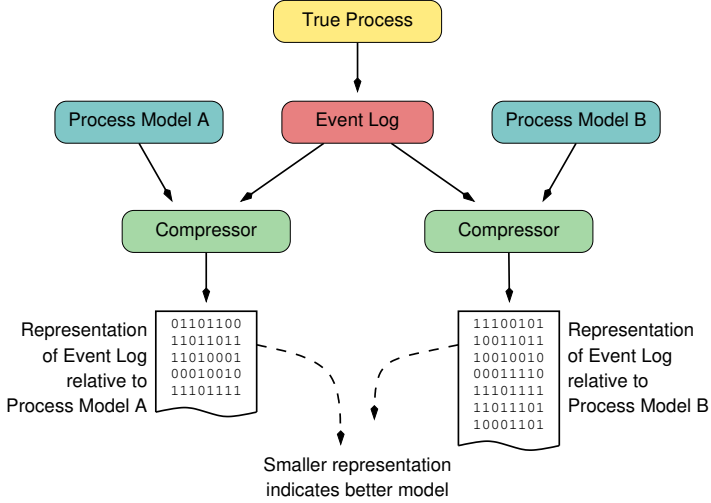 True Process
Process Model A
Event Log
Process Model B
Compressor
Compressor
Representation
of Event Log
relative to
Process Model A
01101100
11011011
11010001
00010010
11101111
11100101
10011011
10010010
00011110
11101111
11011101
10001101
Representation
of Event Log
relative to
Process Model B
Smaller representation
indicates better model